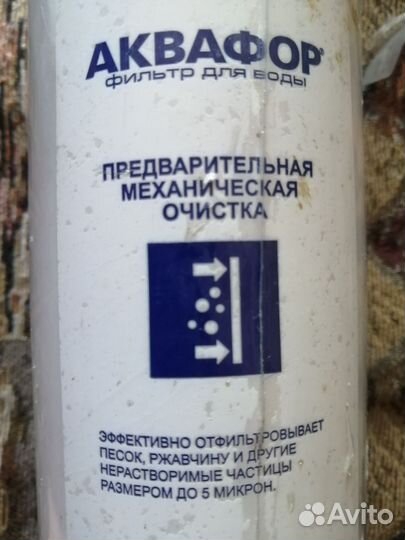 АКВАФОР®
ФИЛЬТР ДЛЯ ВОДЫ
ПРЕДВАРИТЕЛЬНАЯ
МЕХАНИЧЕСКАЯ
ОЧИСТКА
ЭФФЕКТИВНО ОТФИЛЬТРОВЫВАЕТ
ПЕСОК, РЖАВЧИНУ И ДРУГИЕ
НЕРАСТВОРИМЫЕ ЧАСТИЦЫ
РАЗМЕРОМ ДО 5 МИКРОН.
Avito